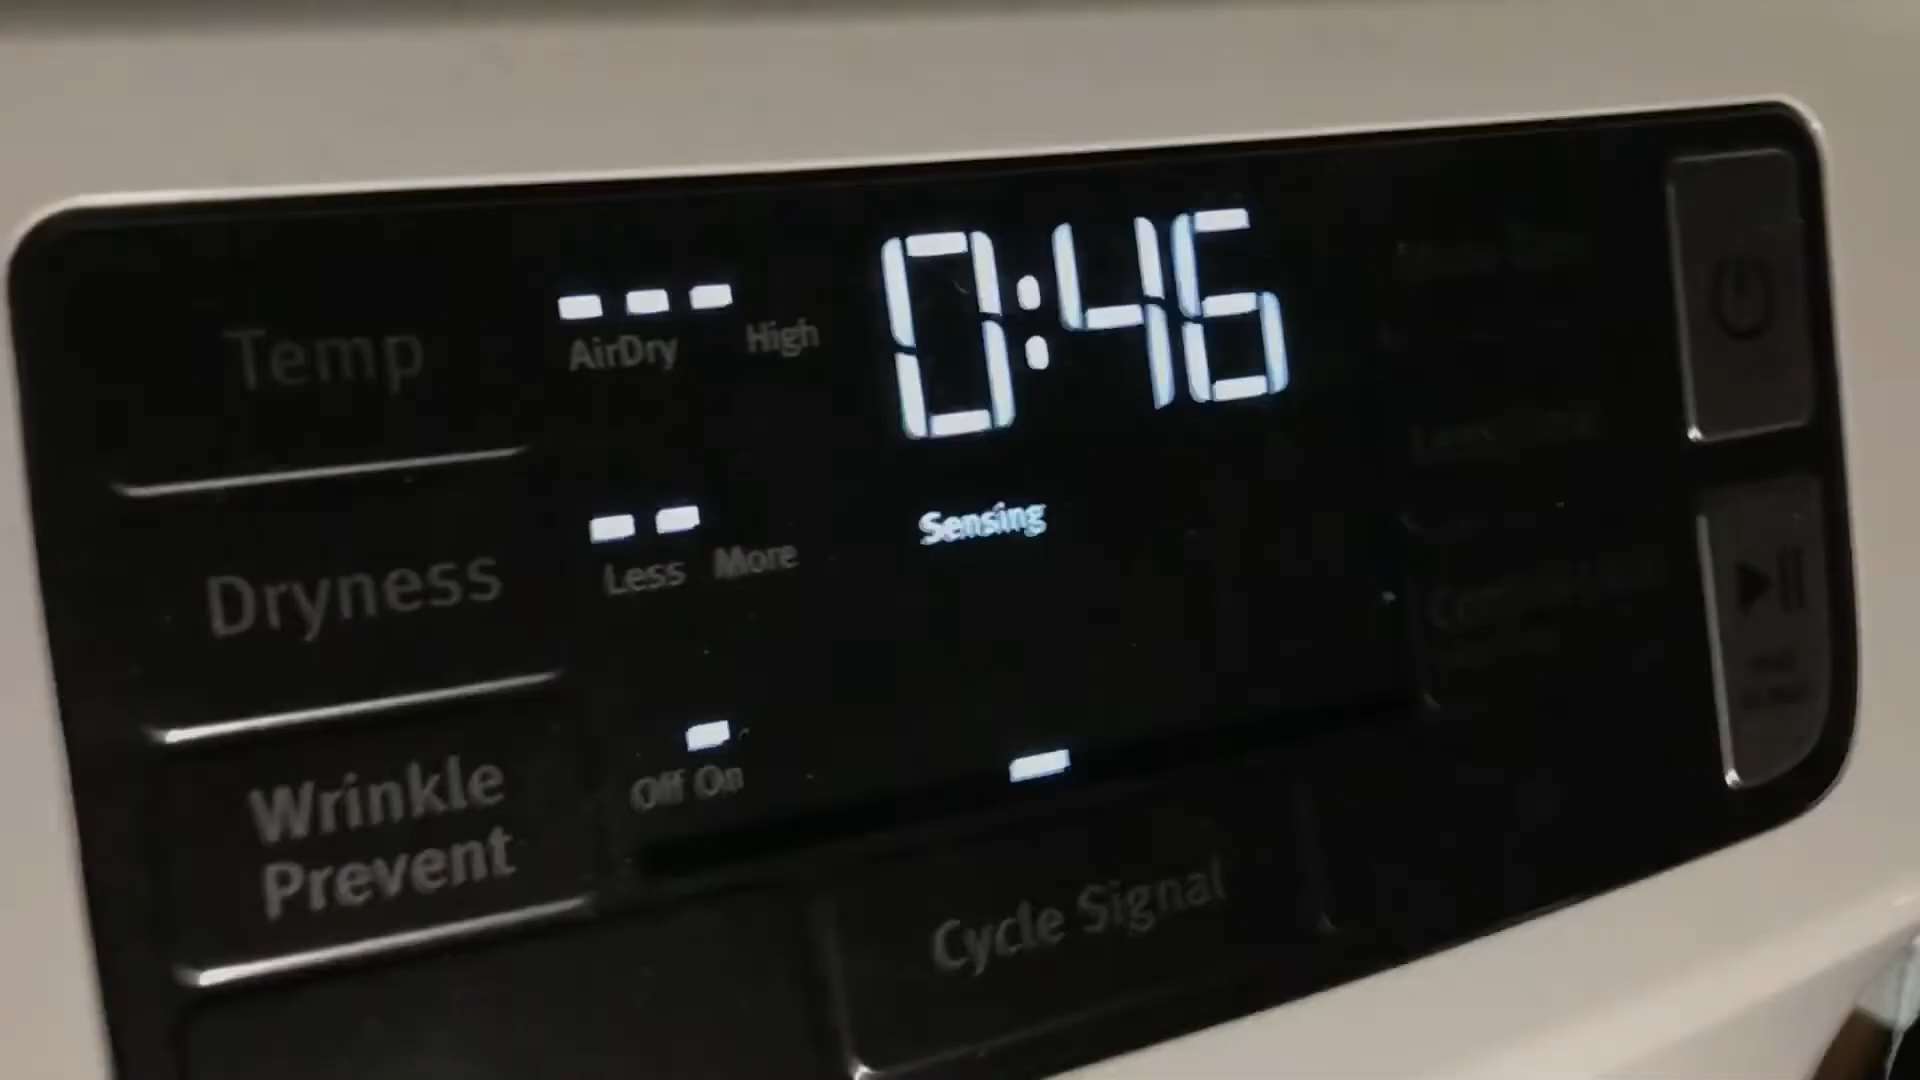 Temp
AirDry High
0:46
Dryness
Less More
Sensing
Wrinkle
Prevent
Off On
Cycle Signal